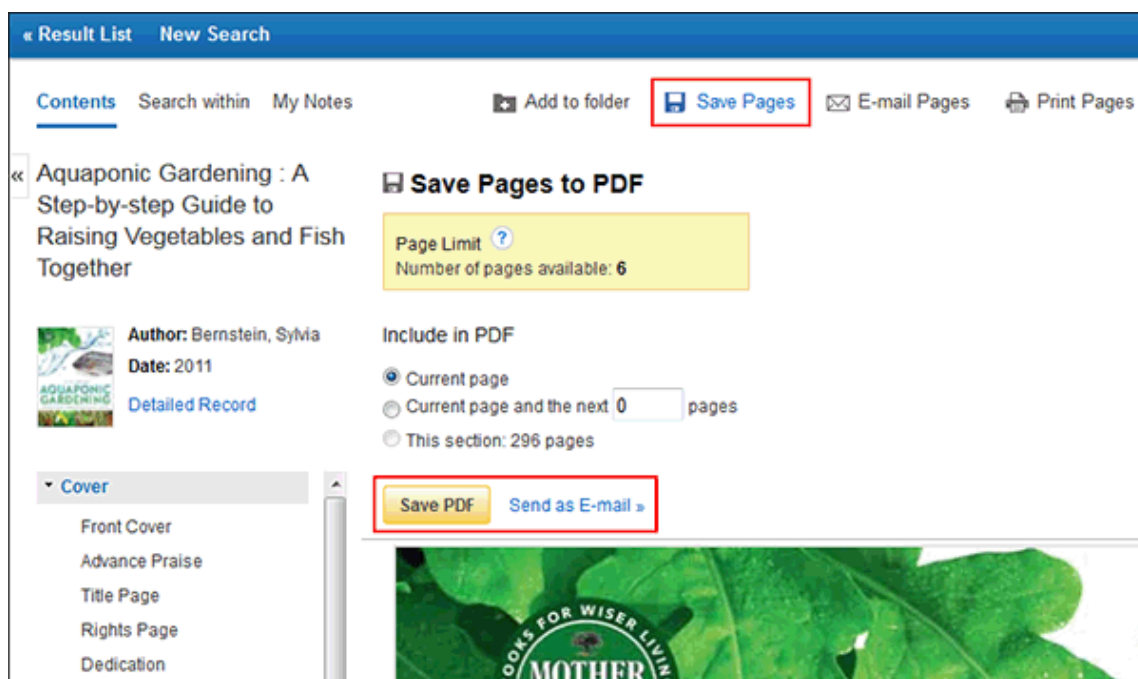 « Result List New Search
Contents Search within My Notes Add to folder Save Pages E-mail Pages Print Pages
«
Aquaponic Gardening : A
Step-by-step Guide to
Raising Vegetables and Fish
Together
Author: Bernstein, Sylvia
Date: 2011
Detailed Record
AQUAPONIC
GARDENING
Cover
Front Cover
Advance Praise
Title Page
Rights Page
Dedication
Save Pages to PDF
Page Limit ?
Number of pages available: 6
Include in PDF
Current page
Current page and the next 0 pages
This section: 296 pages
Save PDF Send as E-mail »
OOKS FOR WISER LIVIN
MOTHER